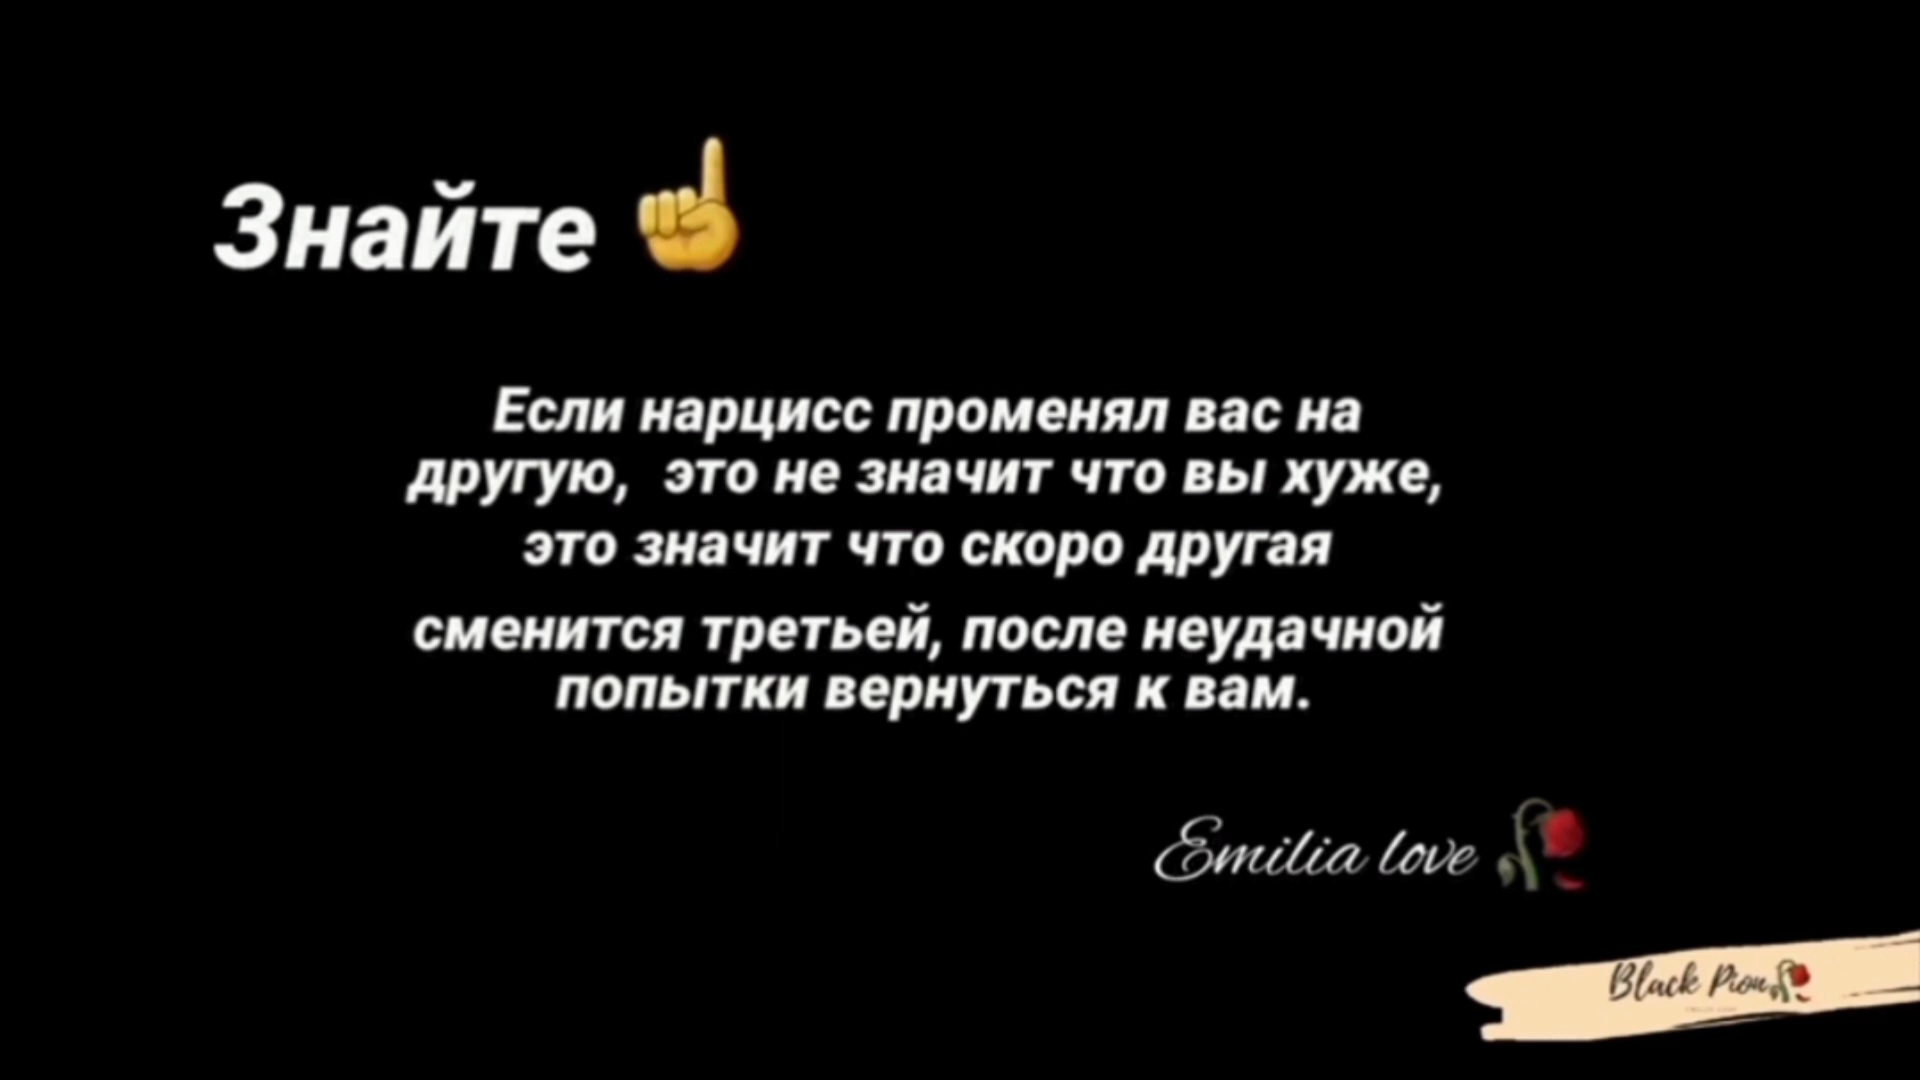 Знайте ☝
Если нарцисс променял вас на
другую, это не значит что вы хуже,
это значит что скоро другая
сменится третьей, после неудачной
попытки вернуться к вам.
Emilia love 🥀
Black Pion 🥀